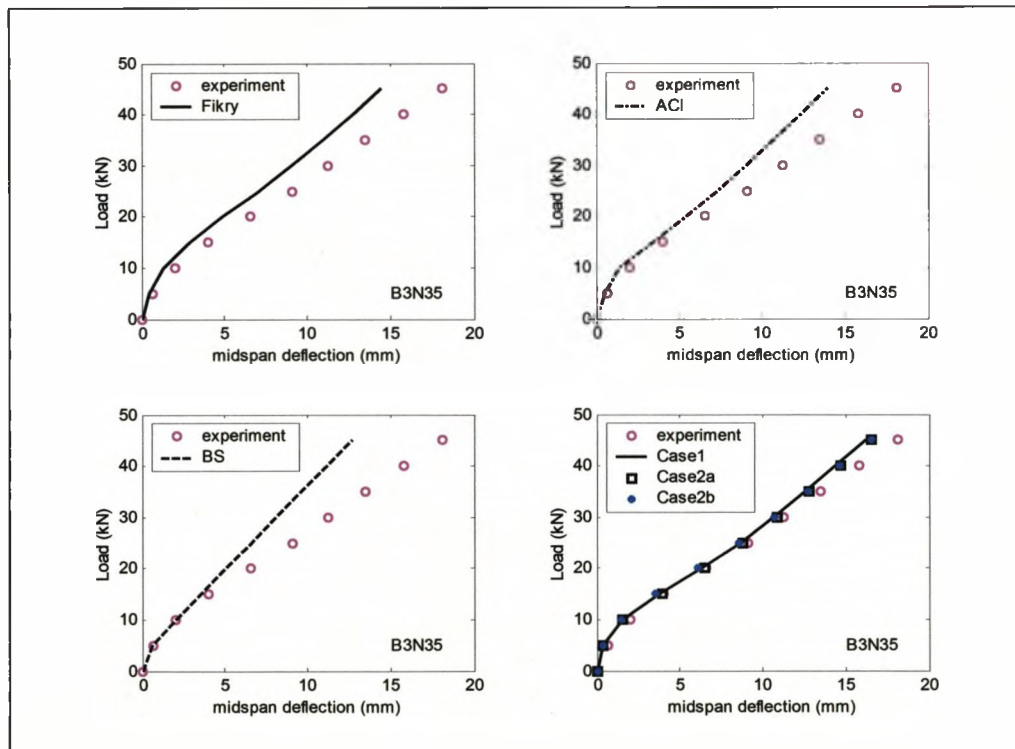 50
40
30
20
10
0
Load (kN)
experiment
Fikry
B3N35
0 5 10 15 20
midspan deflection (mm)
50
40
30
20
10
0
Load (kN)
experiment
ACI
B3N35
0 5 10 15 20
midspan deflection (mm)
50
40
30
20
10
0
Load (kN)
experiment
BS
B3N35
0 5 10 15 20
midspan deflection (mm)
50
40
30
20
10
0
Load (kN)
experiment
Case1
Case2a
Case2b
B3N35
0 5 10 15 20
midspan deflection (mm)